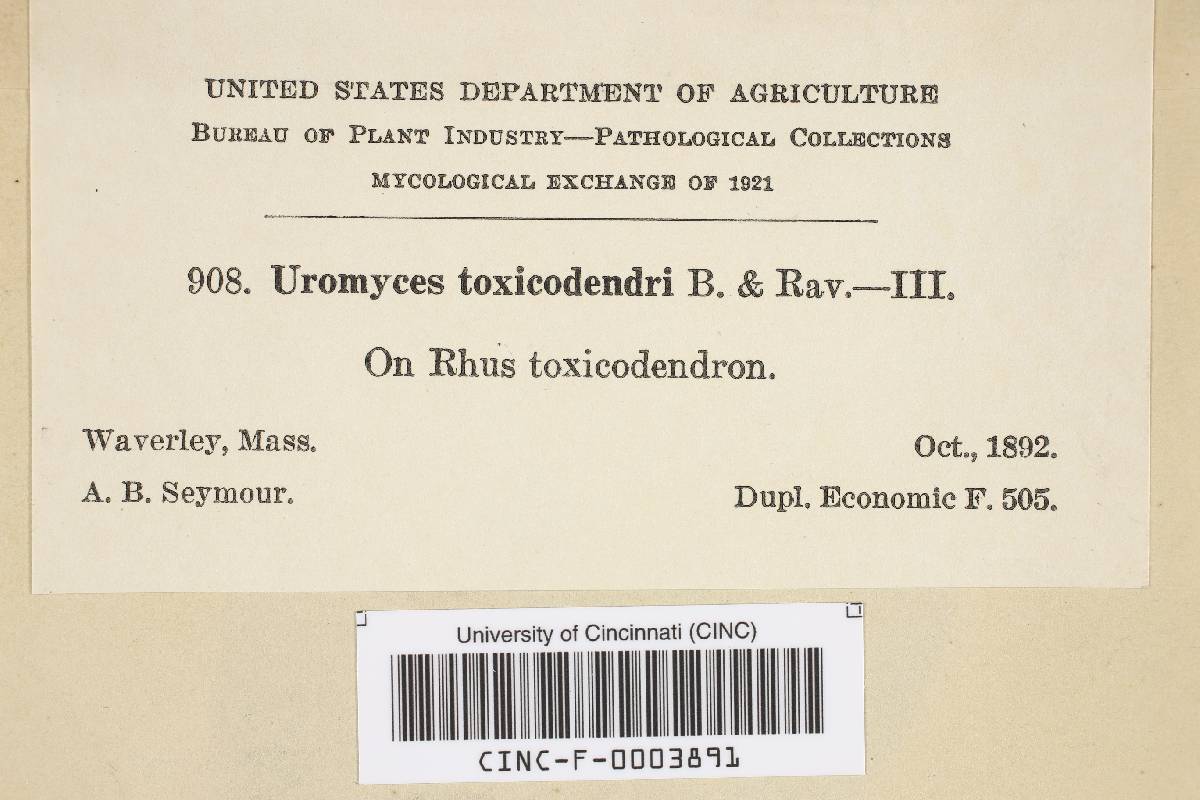 UNITED STATES DEPARTMENT OF AGRICULTURE
BUREAU OF PLANT INDUSTRY—PATHOLOGICAL COLLECTIONS
MYCOLOGICAL EXCHANGE OF 1921
908. Uromyces toxicodendri B. & Rav.—III.
On Rhus toxicodendron.
Waverley, Mass.
Oct., 1892.
A. B. Seymour.
Dupl. Economic F. 505.
University of Cincinnati (CINC)
CINC-F-0003891